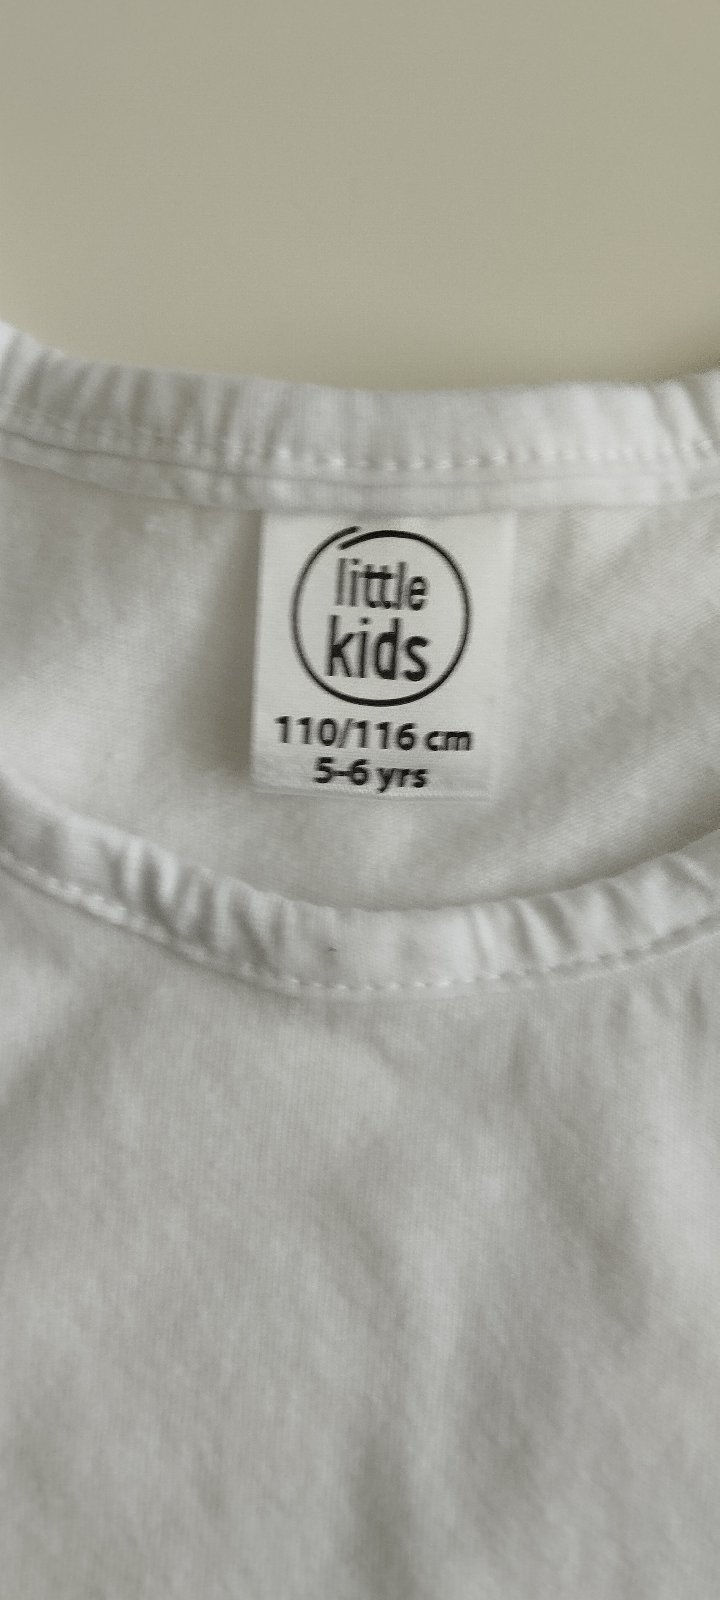 little
kids
110/116 cm
5-6 yrs